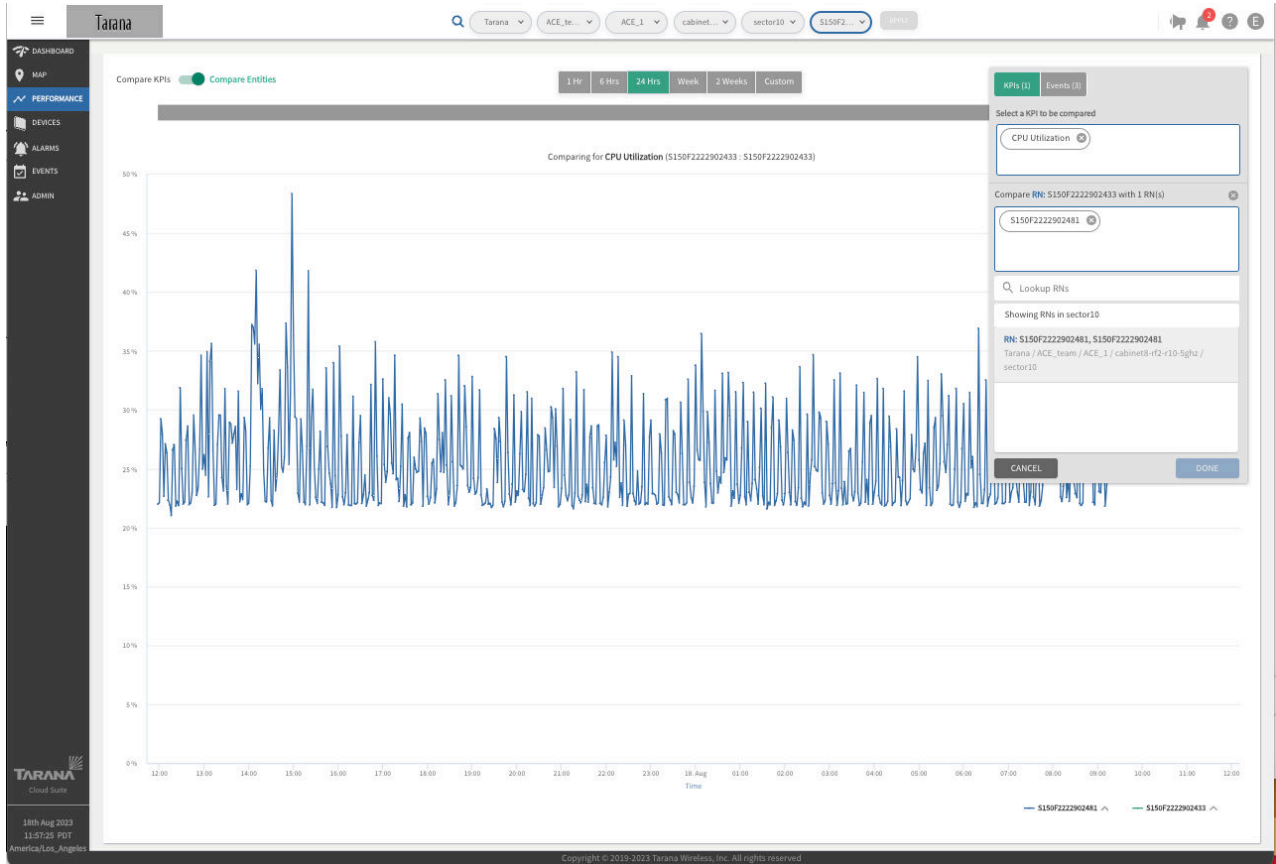 Tarana
Tarana
ACE_te...
ACE_1
cabinet...
sector10
S150F2...
APPLY
2
?
E
DASHBOARD
MAP
PERFORMANCE
DEVICES
ALARMS
EVENTS
ADMIN
Compare KPIs
Compare Entities
1 Hr
6 Hrs
24 Hrs
Week
2 Weeks
Custom
KPIs (1)
Events (3)
Select a KPI to be compared
CPU Utilization
Compare RN: S150F2222902433 with 1 RN(s)
S150F2222902481
Lookup RNs
Showing RNs in sector10
RN: S150F2222902481, S150F2222902481
Tarana / ACE_team / ACE_1 / cabinet8-rf2-r10-5ghz /
sector10
CANCEL
DONE
Comparing for CPU Utilization (S150F2222902433 : S150F2222902433)
50 %
45 %
40 %
35 %
30 %
25 %
20 %
15 %
10 %
5 %
0 %
12:00
13:00
14:00
15:00
16:00
17:00
18:00
19:00
20:00
21:00
22:00
23:00
18. Aug
01:00
02:00
03:00
04:00
05:00
06:00
07:00
08:00
09:00
10:00
11:00
12:00
Time
S150F2222902481
S150F2222902433
TARANA
Cloud Suite
18th Aug 2023
11:57:25 PDT
America/Los_Angeles
Copyright © 2019-2023 Tarana Wireless, Inc. All rights reserved